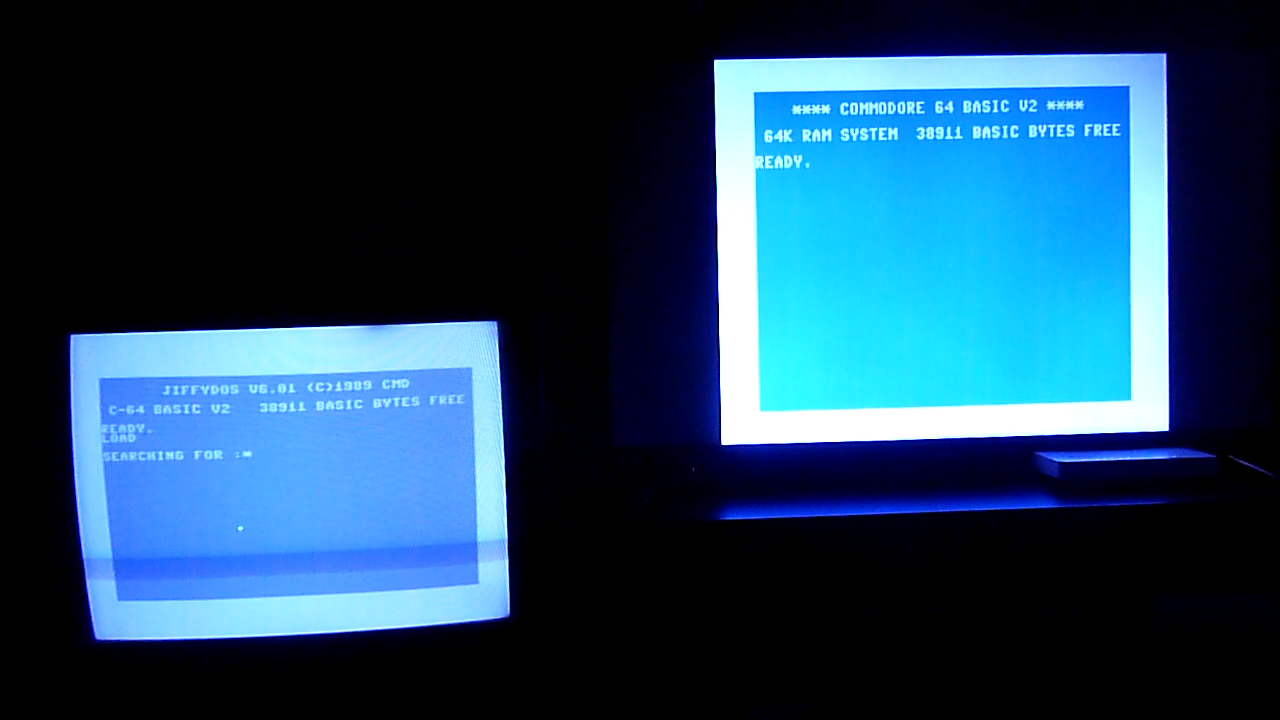 JIFFYDOS V6.01 (C)1989 CMD
C-64 BASIC V2   38911 BASIC BYTES FREE
READY.
LOAD
SEARCHING FOR :*
**** COMMODORE 64 BASIC V2 ****
64K RAM SYSTEM  38911 BASIC BYTES FREE
READY.